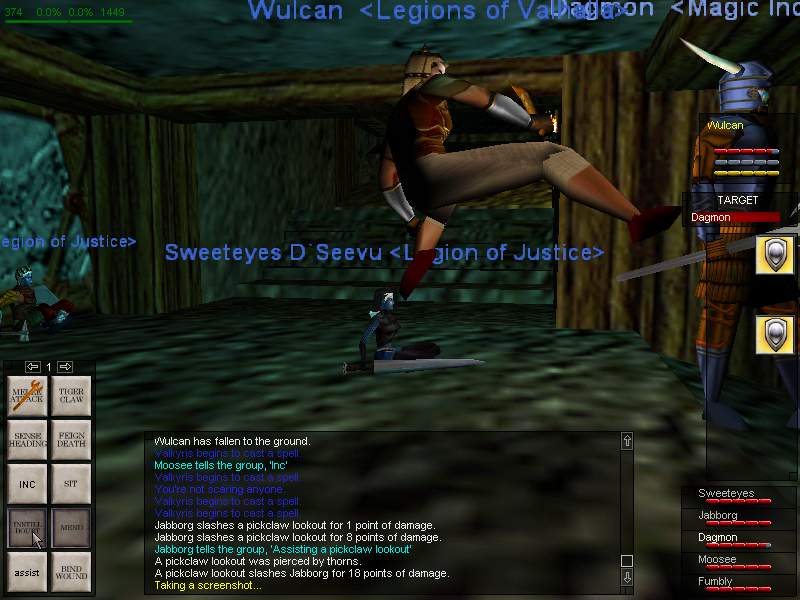 374 0.0% 0.0% 1449
Wulcan <Legions of Valhalla>
Dagmon <Magic Inc
Wulcan
TARGET
Dagmon
egion of Justice>
Sweeteyes D`Seevu <Legion of Justice>
1
MELEE ATTACK
TIGER CLAW
SENSE HEADING
FEIGN DEATH
INC
SIT
INSTILL DOUBT
MEND
assist
BIND WOUND
Wulcan has fallen to the ground.
Valkyris begins to cast a spell.
Moosee tells the group, 'Inc'
Valkyris begins to cast a spell.
You're not scaring anyone.
Valkyris begins to cast a spell.
Valkyris begins to cast a spell.
Jabborg slashes a pickclaw lookout for 1 point of damage.
Jabborg slashes a pickclaw lookout for 8 points of damage.
Jabborg tells the group, 'Assisting a pickclaw lookout'
A pickclaw lookout was pierced by thorns.
A pickclaw lookout slashes Jabborg for 18 points of damage.
Taking a screenshot...
Sweeteyes
Jabborg
Dagmon
Moosee
Fumbly